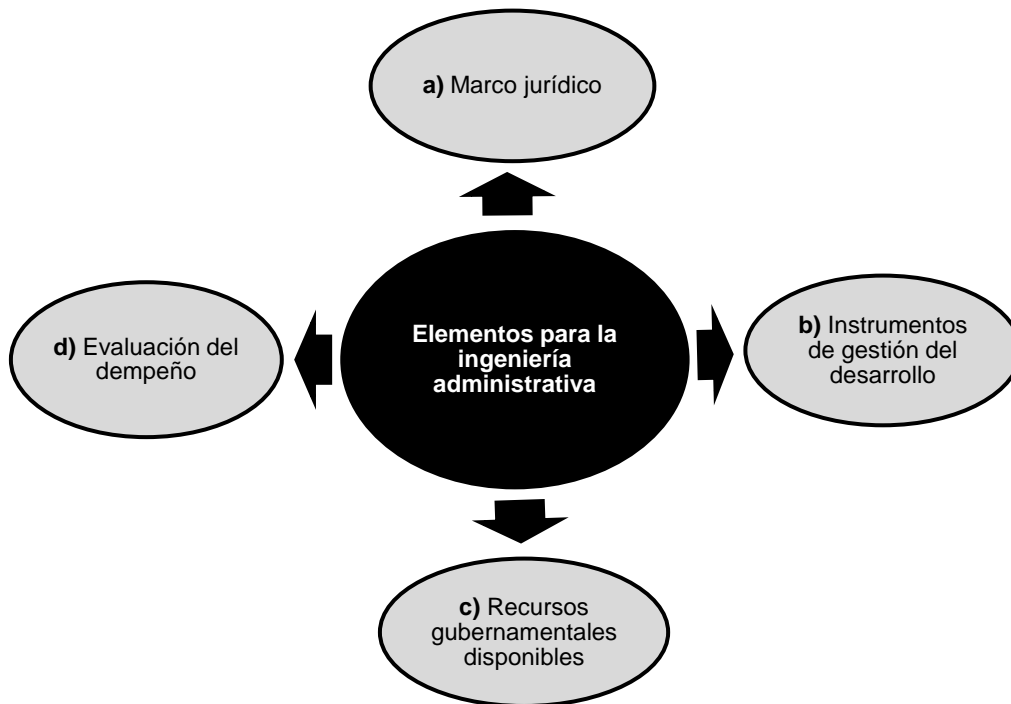 a) Marco jurídico
Elementos para la
ingeniería
administrativa
b) Instrumentos
de gestión del
desarrollo
c) Recursos
gubernamentales
disponibles
d) Evaluación del
dempeño